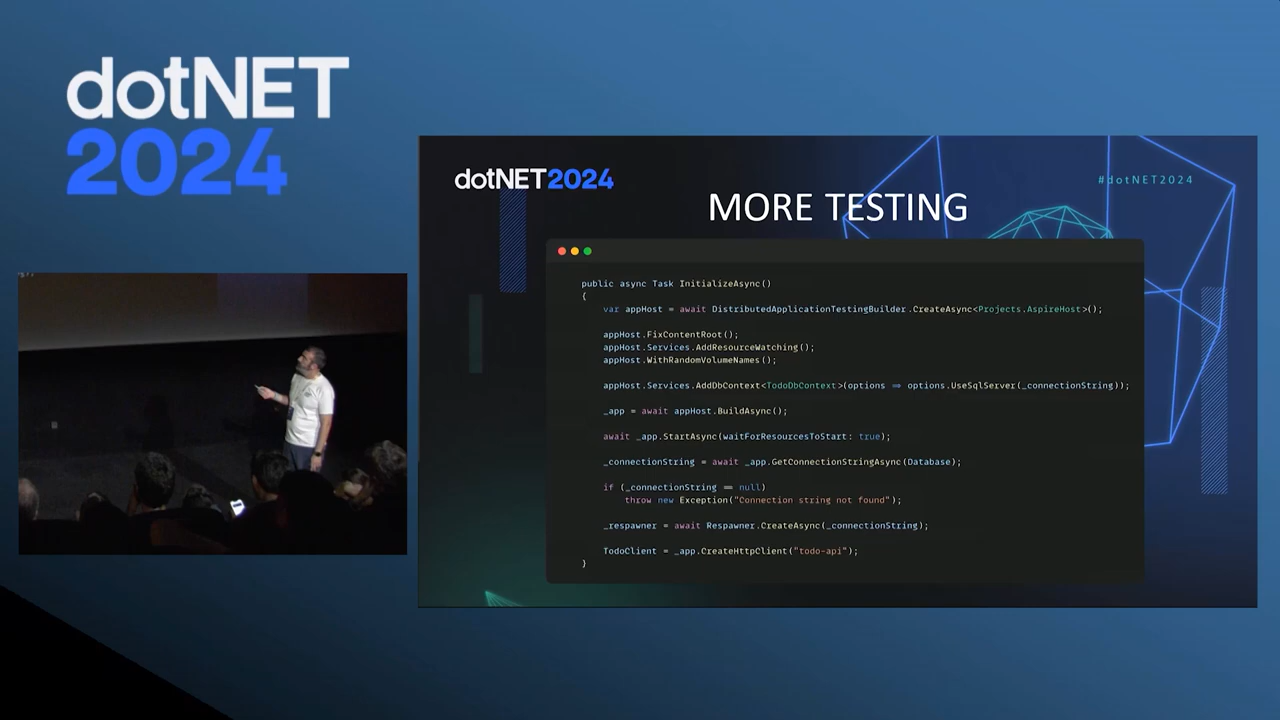 dotNET
2024
dotNET2024
#dotNET2024
MORE TESTING
public async Task InitializeAsync()
{
var appHost = await DistributedApplicationTestingBuilder.CreateAsync<Projects.AspireHost>();
appHost.FixContentRoot();
appHost.Services.AddResourceWatching();
appHost.WithRandomVolumeNames();
appHost.Services.AddDbContext<TodoDbContext>(options => options.UseSqlServer(_connectionString));
_app = await appHost.BuildAsync();
await _app.StartAsync(waitForResourcesToStart: true);
_connectionString = await _app.GetConnectionStringAsync(Database);
if (_connectionString == null)
throw new Exception("Connection string not found");
_respawner = await Respawner.CreateAsync(_connectionString);
TodoClient = _app.CreateHttpClient("todo-api");
}